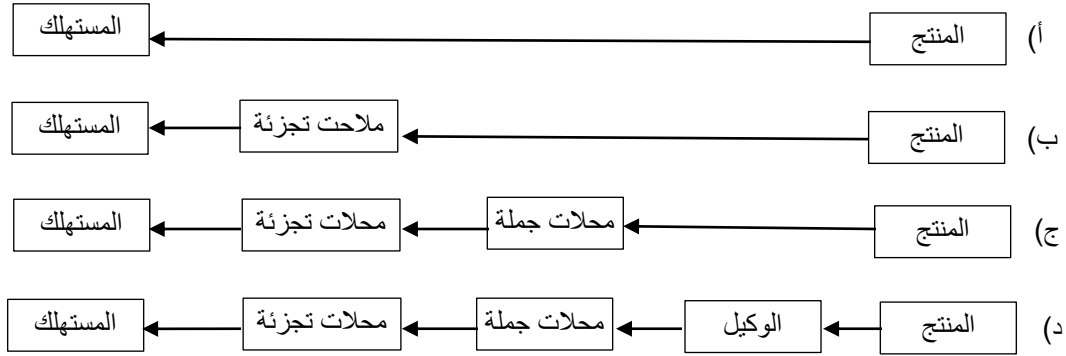 أ) المنتج المستهلك
ب) المنتج ملاحت تجزئة المستهلك
ج) المنتج محلات جملة محلات تجزئة المستهلك
د) المنتج الوكيل محلات جملة محلات تجزئة المستهلك